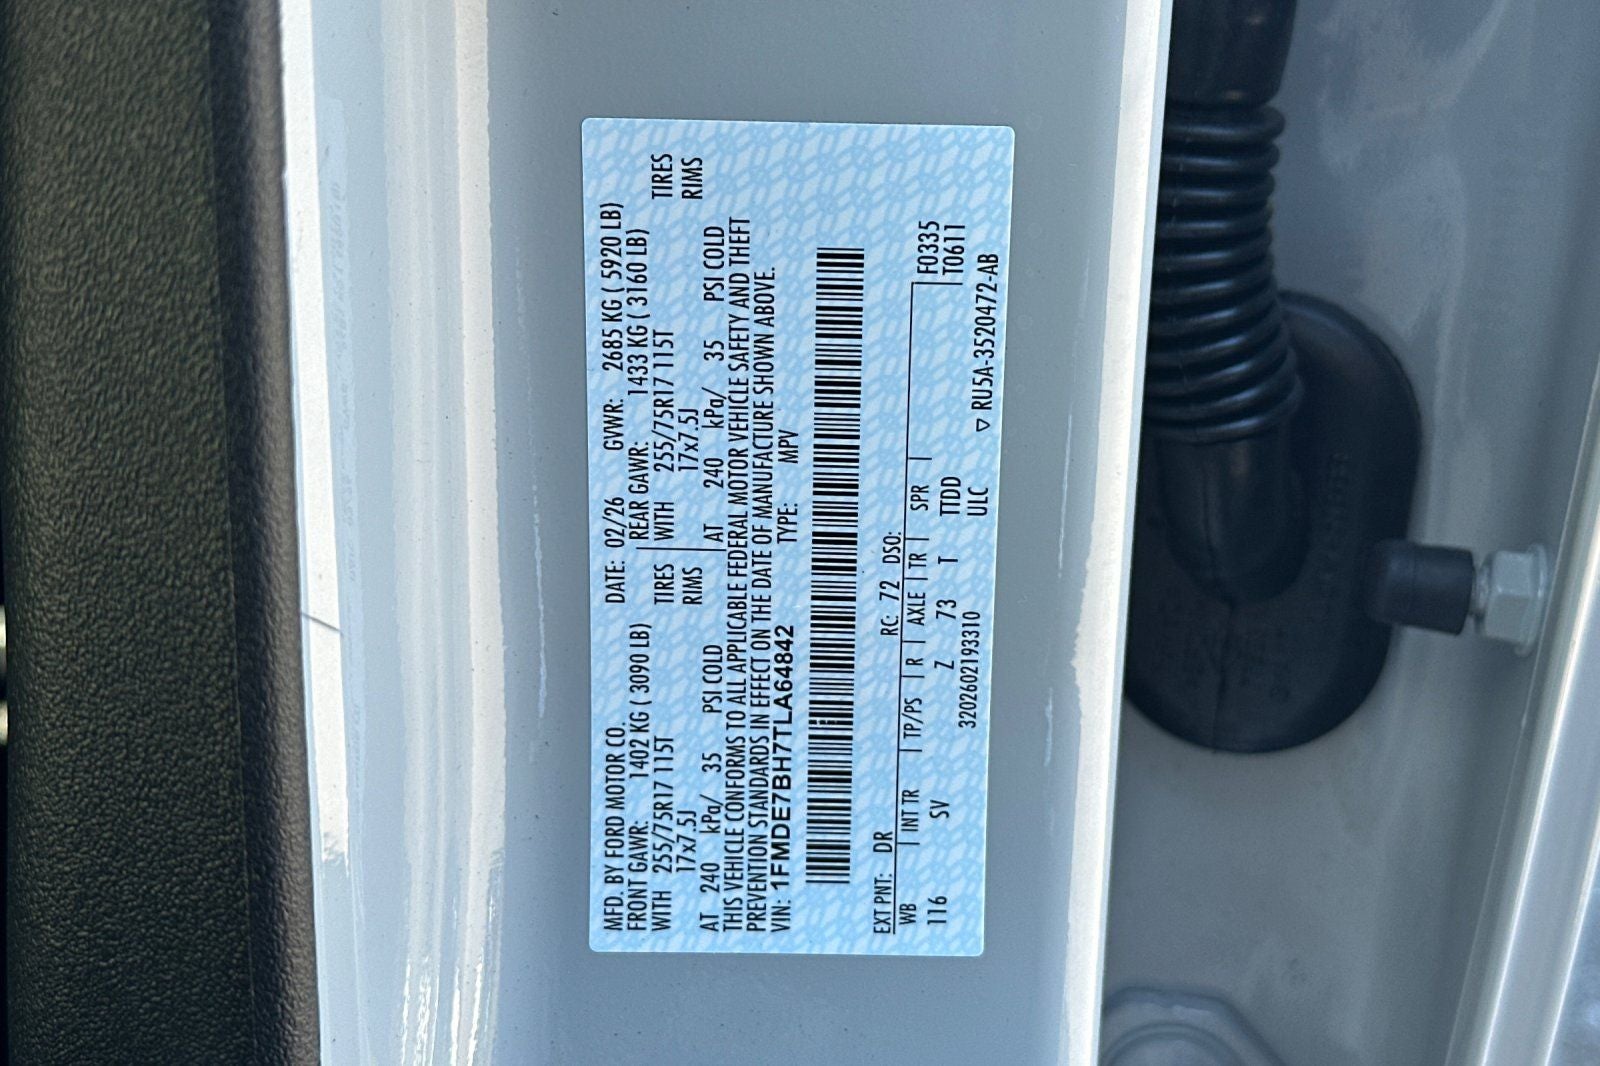 MFD. BY FORD MOTOR CO. DATE: 02/26 GVWR: 2685 KG ( 5920 LB)
FRONT GAWR: 1402 KG ( 3090 LB) REAR GAWR: 1433 KG ( 3160 LB)
WITH 255/75R17 115T TIRES WITH 255/75R17 115T TIRES
17x7.5J RIMS 17x7.5J RIMS
AT 240 kPa/ 35 PSI COLD AT 240 kPa/ 35 PSI COLD
THIS VEHICLE CONFORMS TO ALL APPLICABLE FEDERAL MOTOR VEHICLE SAFETY AND THEFT
PREVENTION STANDARDS IN EFFECT ON THE DATE OF MANUFACTURE SHOWN ABOVE.
VIN: 1FMDE7BH7TLA64842 TYPE: MPV
EXT PNT: DR RC: 72 DSO:
WB INT TR TP/PS R AXLE TR SPR F0335
116 SV Z 73 T TTDD T0611
3202602193310 ULC ▽ RU5A-3520472-AB